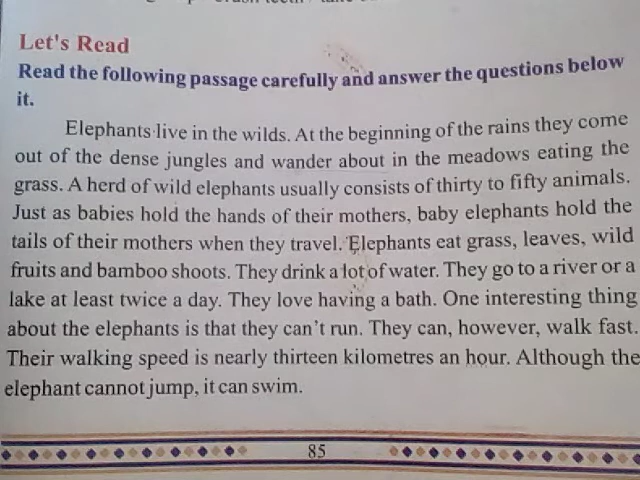 Let's Read
Read the following passage carefully and answer the questions below
it.
Elephants live in the wilds. At the beginning of the rains they come
out of the dense jungles and wander about in the meadows eating the
grass. A herd of wild elephants usually consists of thirty to fifty animals.
Just as babies hold the hands of their mothers, baby elephants hold the
tails of their mothers when they travel. Elephants eat grass, leaves, wild
fruits and bamboo shoots. They drink a lot of water. They go to a river or a
lake at least twice a day. They love having a bath. One interesting thing
about the elephants is that they can't run. They can, however, walk fast.
Their walking speed is nearly thirteen kilometres an hour. Although the
elephant cannot jump, it can swim.
85